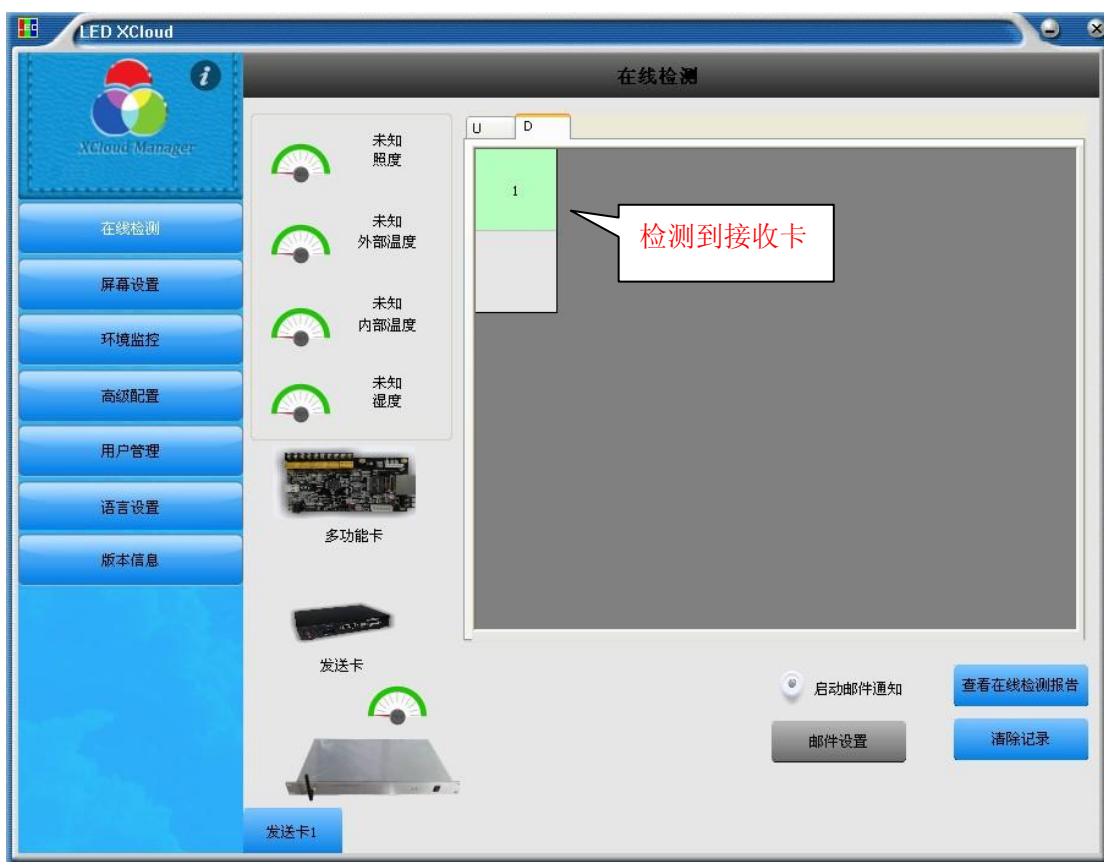 LED XCloud
XCloud Manager
在线检测
屏幕设置
环境监控
高级配置
用户管理
语言设置
版本信息
在线检测
未知
照度
未知
外部温度
未知
内部温度
未知
湿度
多功能卡
发送卡
发送卡1
U
D
1
检测到接收卡
启动邮件通知
查看在线检测报告
邮件设置
清除记录